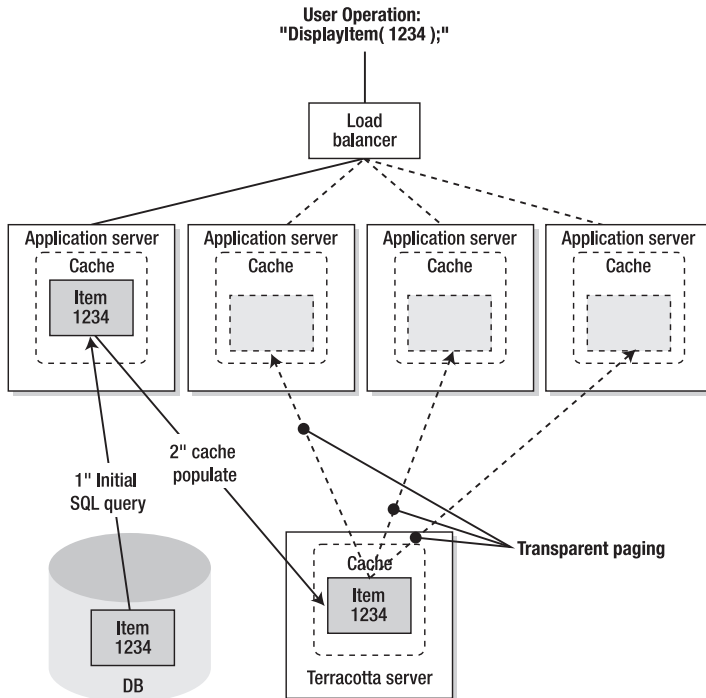 User Operation:
"DisplayItem( 1234 );"
Load
balancer
Application server
Cache
Item
1234
Application server
Cache
Application server
Cache
Application server
Cache
2" cache
populate
1" Initial
SQL query
Transparent paging
Cache
Item
1234
Terracotta server
Item
1234
DB